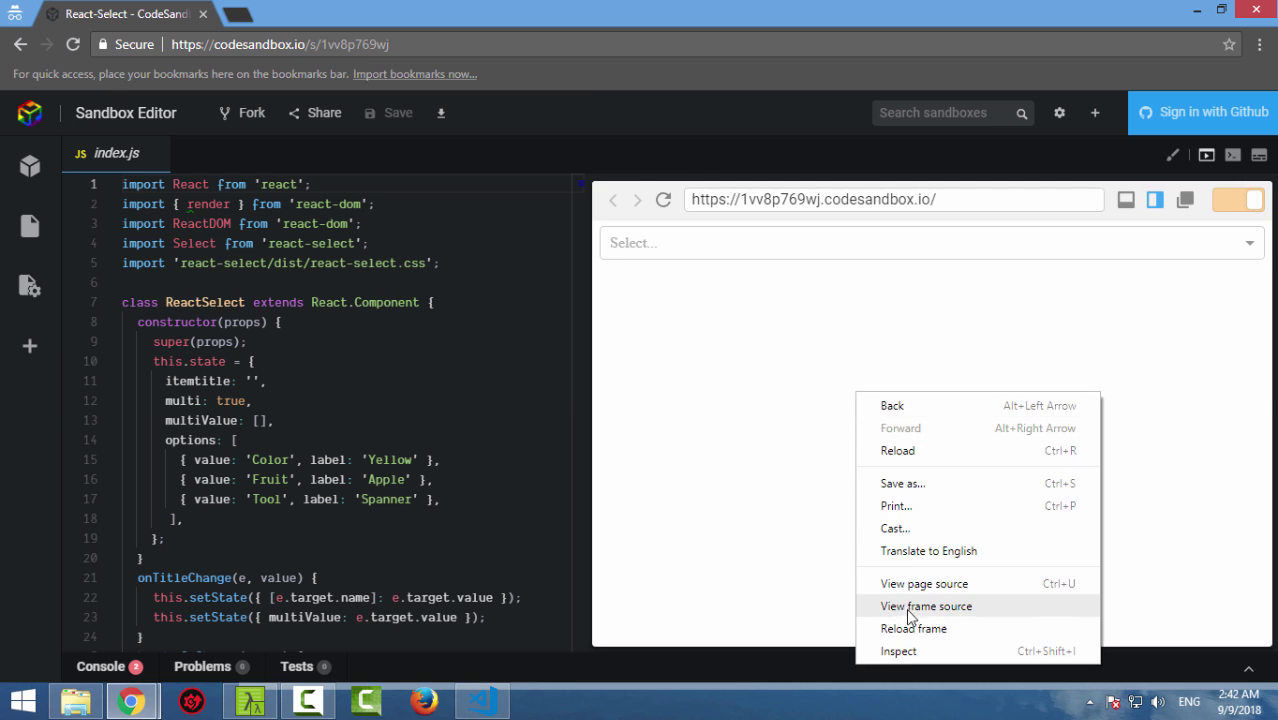 React-Select - CodeSand
Secure https://codesandbox.io/s/1vv8p769wj
For quick access, place your bookmarks here on the bookmarks bar. Import bookmarks now...
Sandbox Editor Fork Share Save Search sandboxes + Sign in with Github
JS index.js
1 import React from 'react';
2 import { render } from 'react-dom';
3 import ReactDOM from 'react-dom';
4 import Select from 'react-select';
5 import 'react-select/dist/react-select.css';
6
7 class ReactSelect extends React.Component {
8 constructor(props) {
9 super(props);
10 this.state = {
11 itemtitle: '',
12 multi: true,
13 multiValue: [],
14 options: [
15 { value: 'Color', label: 'Yellow' },
16 { value: 'Fruit', label: 'Apple' },
17 { value: 'Tool', label: 'Spanner' },
18 ],
19 };
20 }
21 onTitleChange(e, value) {
22 this.setState({ [e.target.name]: e.target.value });
23 this.setState({ multiValue: e.target.value });
24 }
https://1vv8p769wj.codesandbox.io/
Select...
Back Alt+Left Arrow
Forward Alt+Right Arrow
Reload Ctrl+R
Save as... Ctrl+S
Print... Ctrl+P
Cast...
Translate to English
View page source Ctrl+U
View frame source
Reload frame
Inspect Ctrl+Shift+I
Console 2 Problems 0 Tests 0
ENG
2:42 AM
9/9/2018